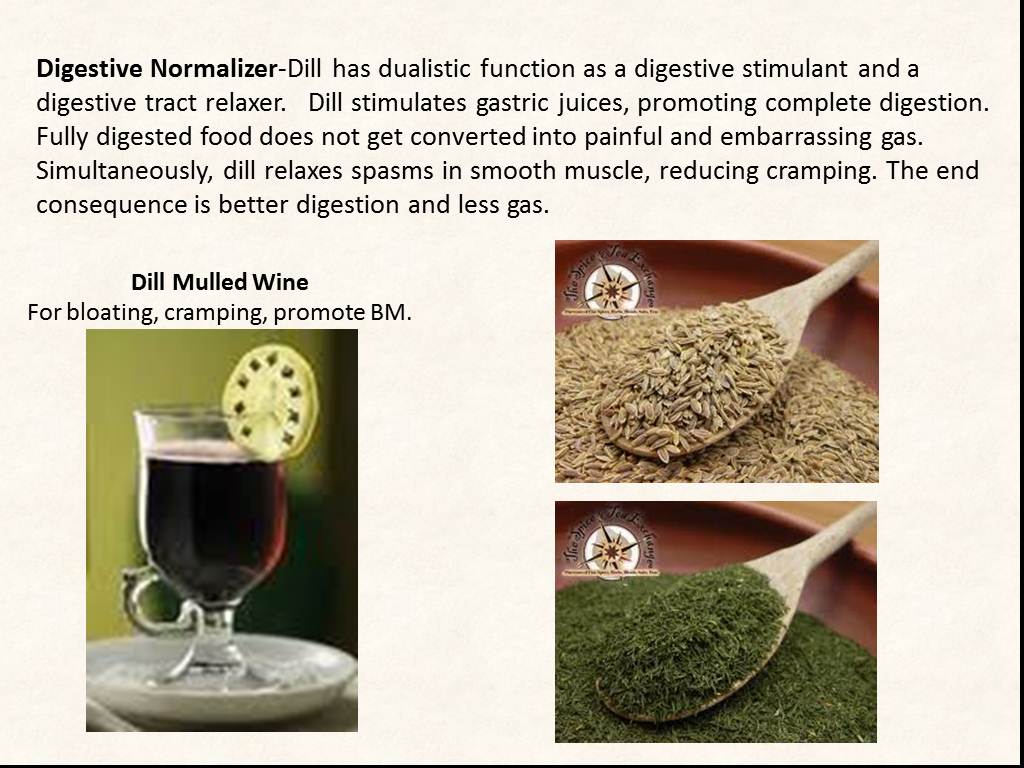 Digestive Normalizer-Dill has dualistic function as a digestive stimulant and a
digestive tract relaxer. Dill stimulates gastric juices, promoting complete digestion.
Fully digested food does not get converted into painful and embarrassing gas.
Simultaneously, dill relaxes spasms in smooth muscle, reducing cramping. The end
consequence is better digestion and less gas.
Dill Mulled Wine
For bloating, cramping, promote BM.
The Spice & Tea Exchange
The Spice & Tea Exchange